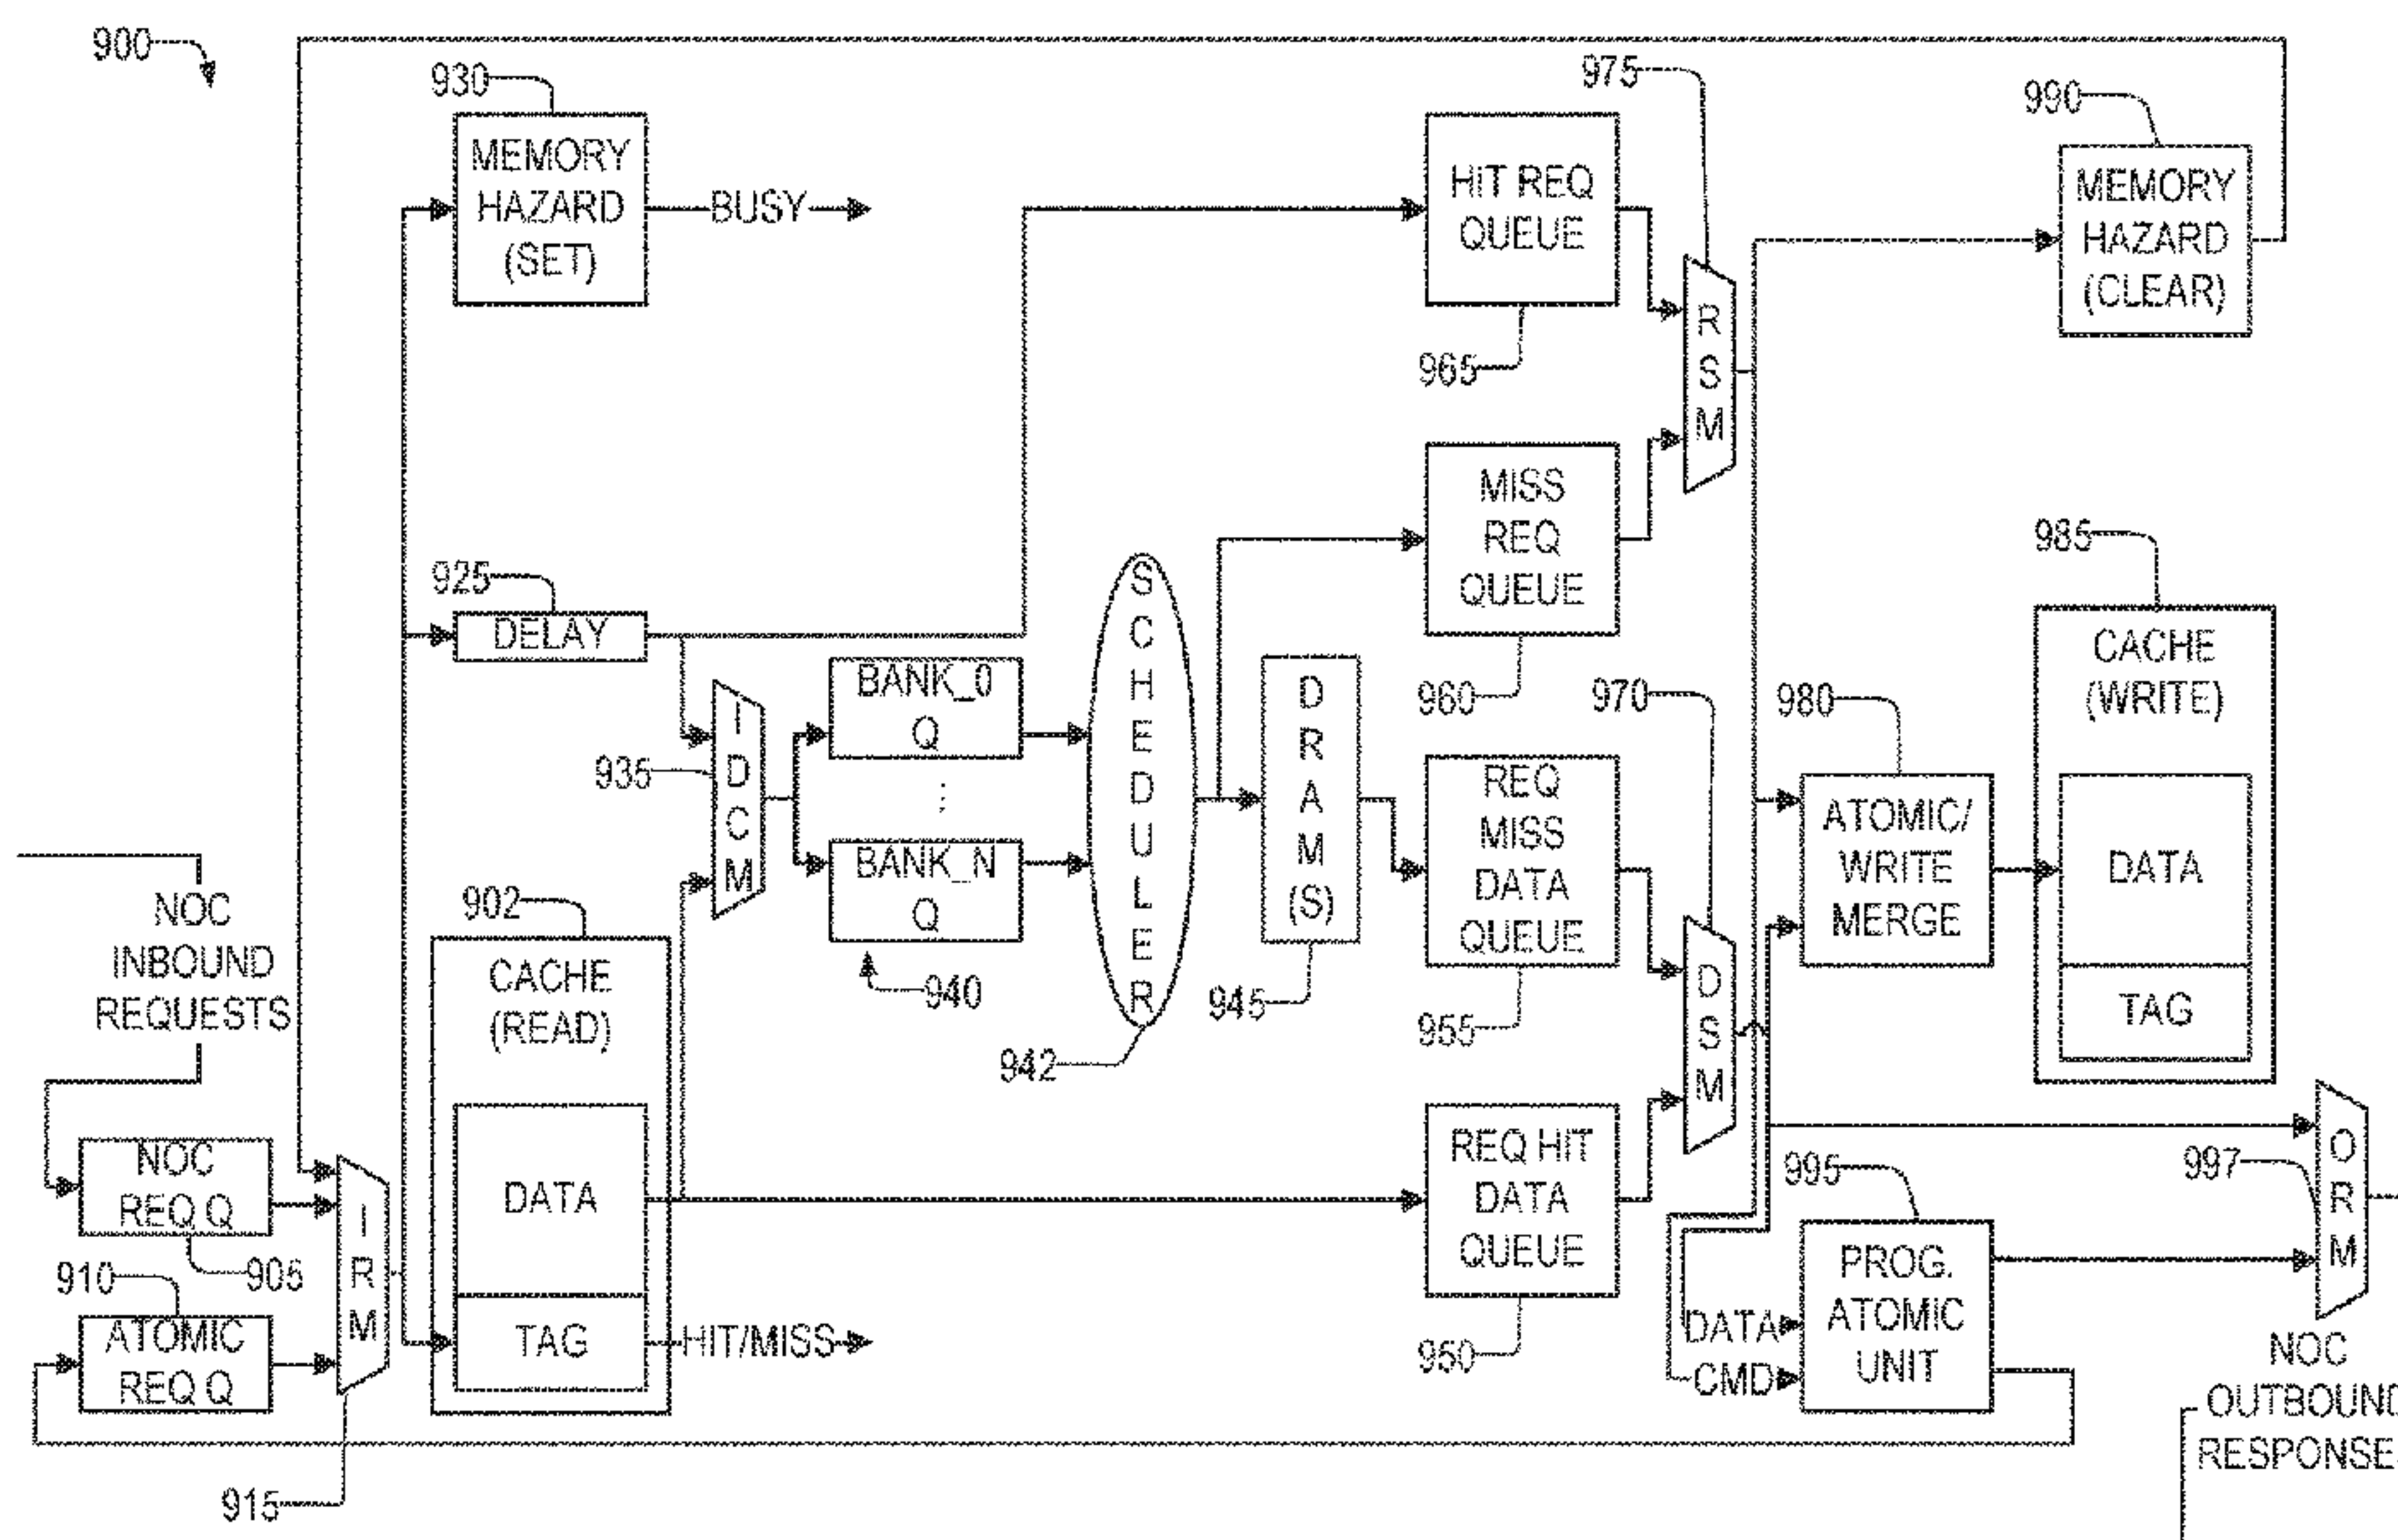 900
930
MEMORY
HAZARD
(SET)
BUSY
975
990
MEMORY
HAZARD
(CLEAR)
HIT REQ
QUEUE
965
R
S
M
MISS
REQ
QUEUE
960
925
DELAY
935
I
D
C
M
BANK_0
Q
⋮
BANK_N
Q
940
S
C
H
E
D
U
L
E
R
942
D
R
A
M
(S)
945
REQ
MISS
DATA
QUEUE
955
970
D
S
M
980
ATOMIC/
WRITE
MERGE
985
CACHE
(WRITE)
DATA
TAG
NOC
INBOUND
REQUESTS
NOC
REQ Q
905
910
ATOMIC
REQ Q
I
R
M
915
902
CACHE
(READ)
DATA
TAG
HIT/MISS
REQ HIT
DATA
QUEUE
950
995
PROG.
ATOMIC
UNIT
DATA
CMD
997
O
R
M
NOC
OUTBOUND
RESPONSE